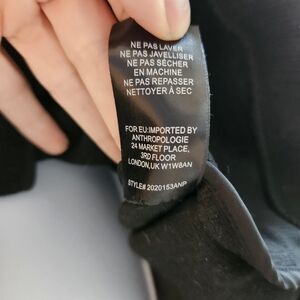 NE PAS LAVER
NE PAS JAVELLISER
NE PAS SÉCHER
EN MACHINE
NE PAS REPASSER
NETTOYER À SEC
FOR EU:IMPORTED BY
ANTHROPOLOGIE
24 MARKET PLACE,
3RD FLOOR
LONDON,UK W1W8AN
STYLE# 2020153ANP